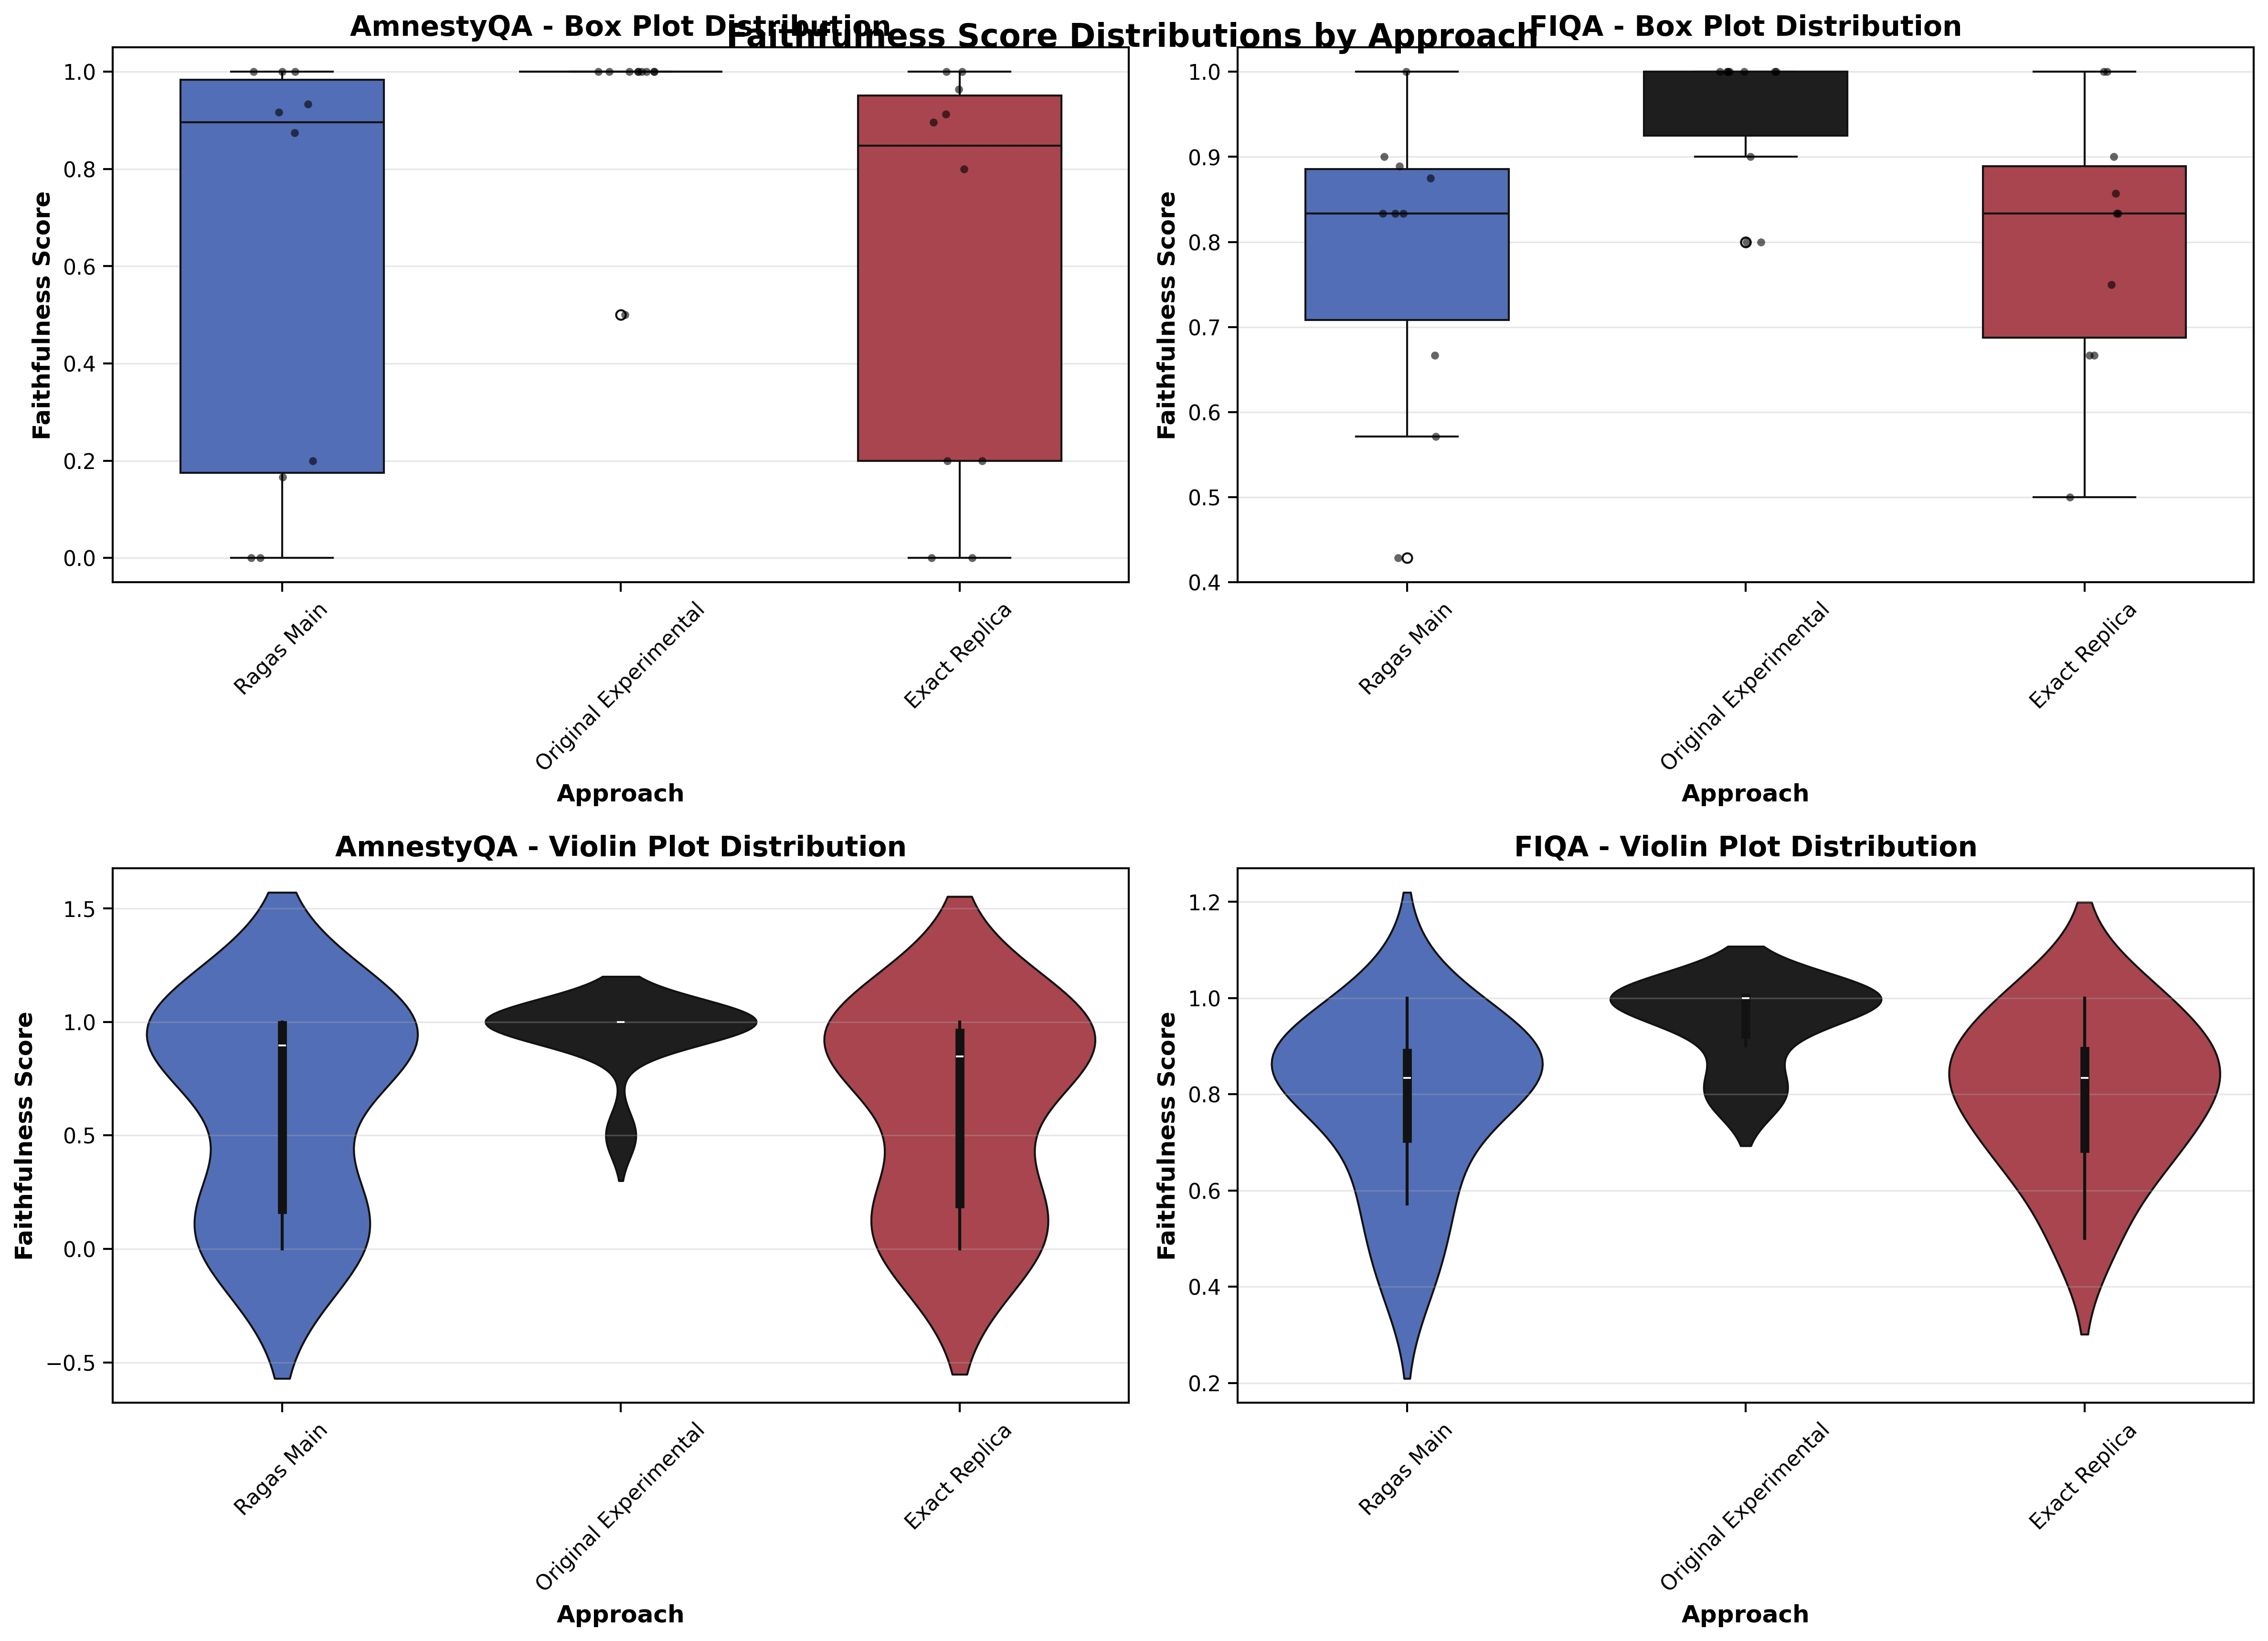 Faithfulness Score Distributions by Approach
AmnestyQA - Box Plot Distribution
Faithfulness Score
1.0
0.8
0.6
0.4
0.2
0.0
Ragas Main
Original Experimental
Exact Replica
Approach
FIQA - Box Plot Distribution
Faithfulness Score
1.0
0.9
0.8
0.7
0.6
0.5
0.4
Ragas Main
Original Experimental
Exact Replica
Approach
AmnestyQA - Violin Plot Distribution
Faithfulness Score
1.5
1.0
0.5
0.0
−0.5
Ragas Main
Original Experimental
Exact Replica
Approach
FIQA - Violin Plot Distribution
Faithfulness Score
1.2
1.0
0.8
0.6
0.4
0.2
Ragas Main
Original Experimental
Exact Replica
Approach